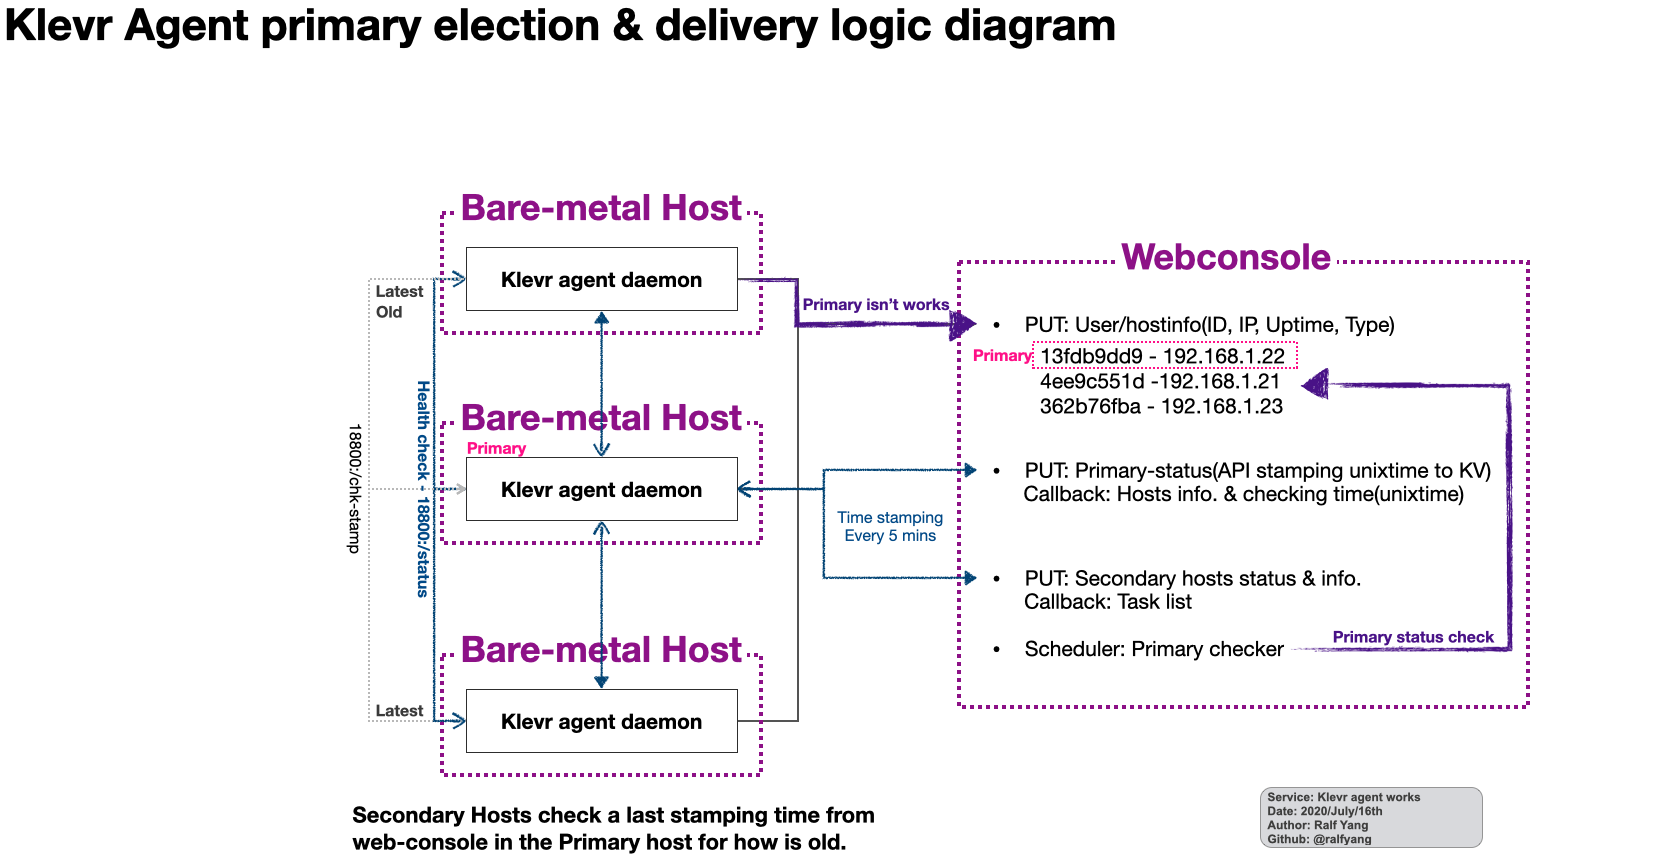 Klevr Agent primary election & delivery logic diagram
Bare-metal Host
Klevr agent daemon
Latest
Old
Health check - 18800:/status
18800:/chk-stamp
Bare-metal Host
Primary
Klevr agent daemon
Bare-metal Host
Latest
Klevr agent daemon
Primary isn’t works
Time stamping
Every 5 mins
Webconsole
• PUT: User/hostinfo(ID, IP, Uptime, Type)
Primary 13fdb9dd9 - 192.168.1.22
4ee9c551d -192.168.1.21
362b76fba - 192.168.1.23
• PUT: Primary-status(API stamping unixtime to KV)
Callback: Hosts info. & checking time(unixtime)
• PUT: Secondary hosts status & info.
Callback: Task list
Primary status check
• Scheduler: Primary checker
Secondary Hosts check a last stamping time from
web-console in the Primary host for how is old.
Service: Klevr agent works
Date: 2020/July/16th
Author: Ralf Yang
Github: @ralfyang